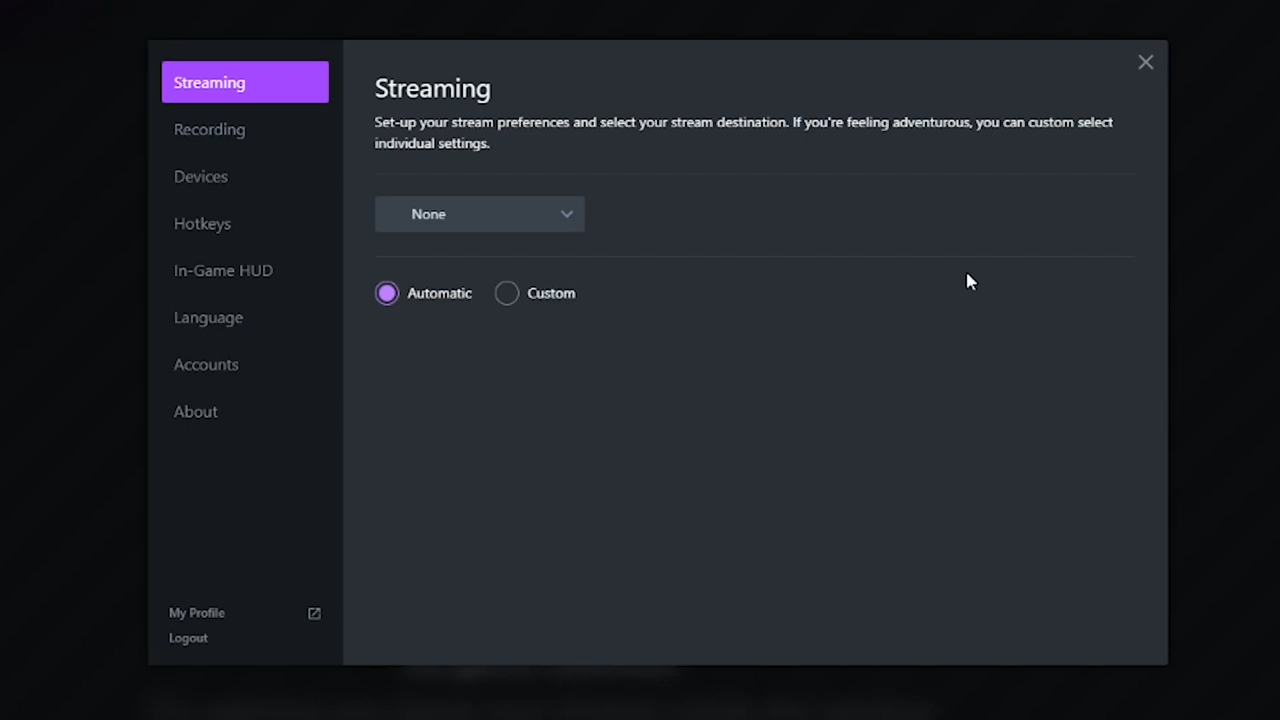 Streaming
Recording
Devices
Hotkeys
In-Game HUD
Language
Accounts
About
My Profile
Logout
Streaming
Set-up your stream preferences and select your stream destination. If you're feeling adventurous, you can custom select
individual settings.
None
Automatic Custom